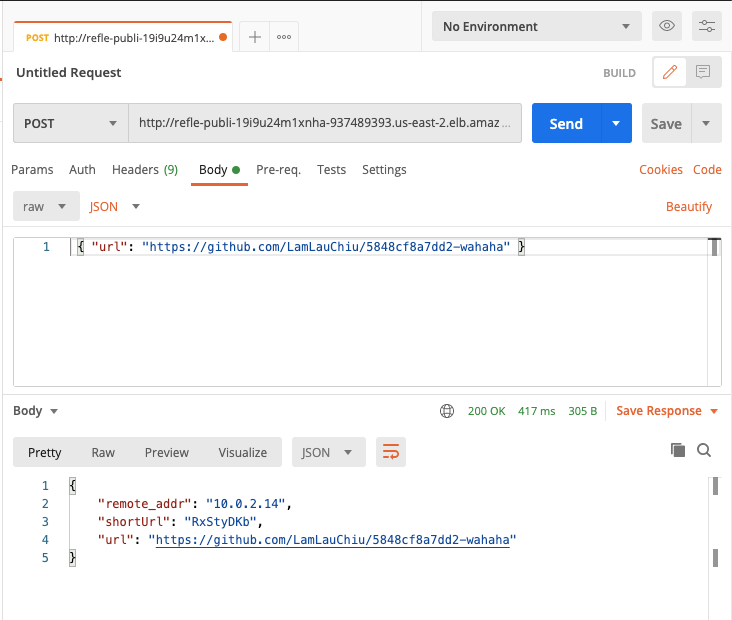 POST http://refle-publi-19i9u24m1x...
No Environment
Untitled Request
BUILD
POST http://refle-publi-19i9u24m1xnha-937489393.us-east-2.elb.amaz ...
Send
Save
Params Auth Headers (9) Body Pre-req. Tests Settings Cookies Code
raw JSON Beautify
1 { "url": "https://github.com/LamLauChiu/5848cf8a7dd2-wahaha" }
Body 200 OK 417 ms 305 B Save Response
Pretty Raw Preview Visualize JSON
1 {
2 "remote_addr": "10.0.2.14",
3 "shortUrl": "RxStyDKb",
4 "url": "https://github.com/LamLauChiu/5848cf8a7dd2-wahaha"
5 }